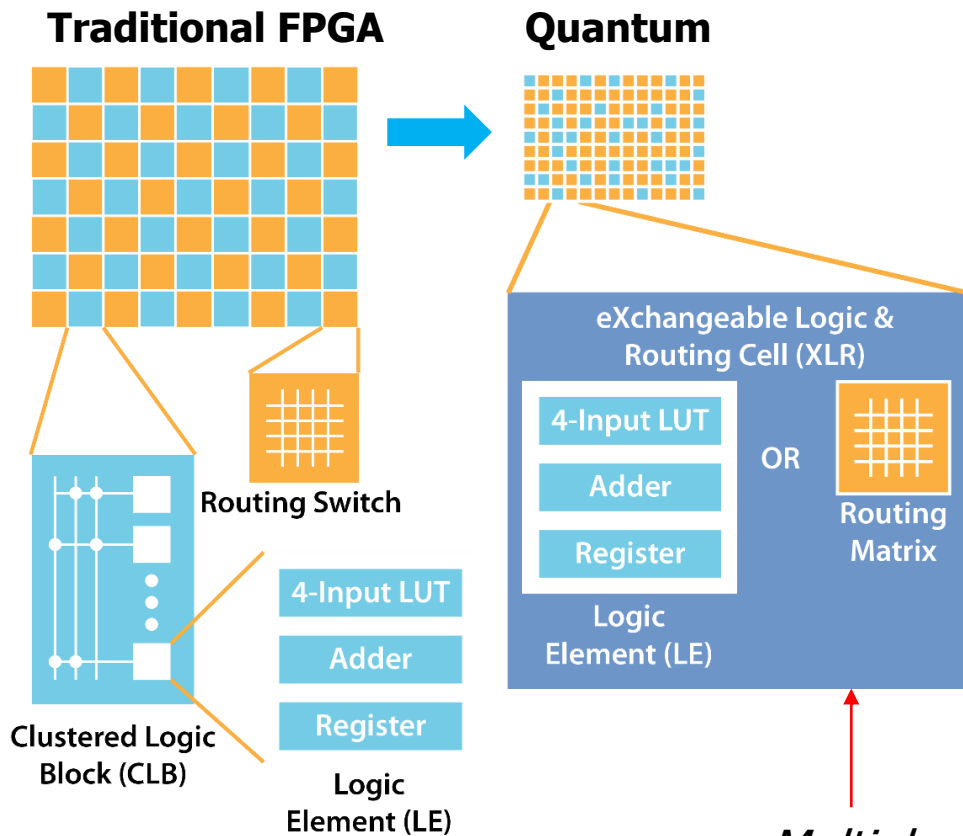 Traditional FPGA
Quantum
eXchangeable Logic &
Routing Cell (XLR)
4-Input LUT
Adder
Register
Logic
Element (LE)
OR
Routing
Matrix
Routing Switch
4-Input LUT
Adder
Register
Logic
Element (LE)
Clustered Logic
Block (CLB)